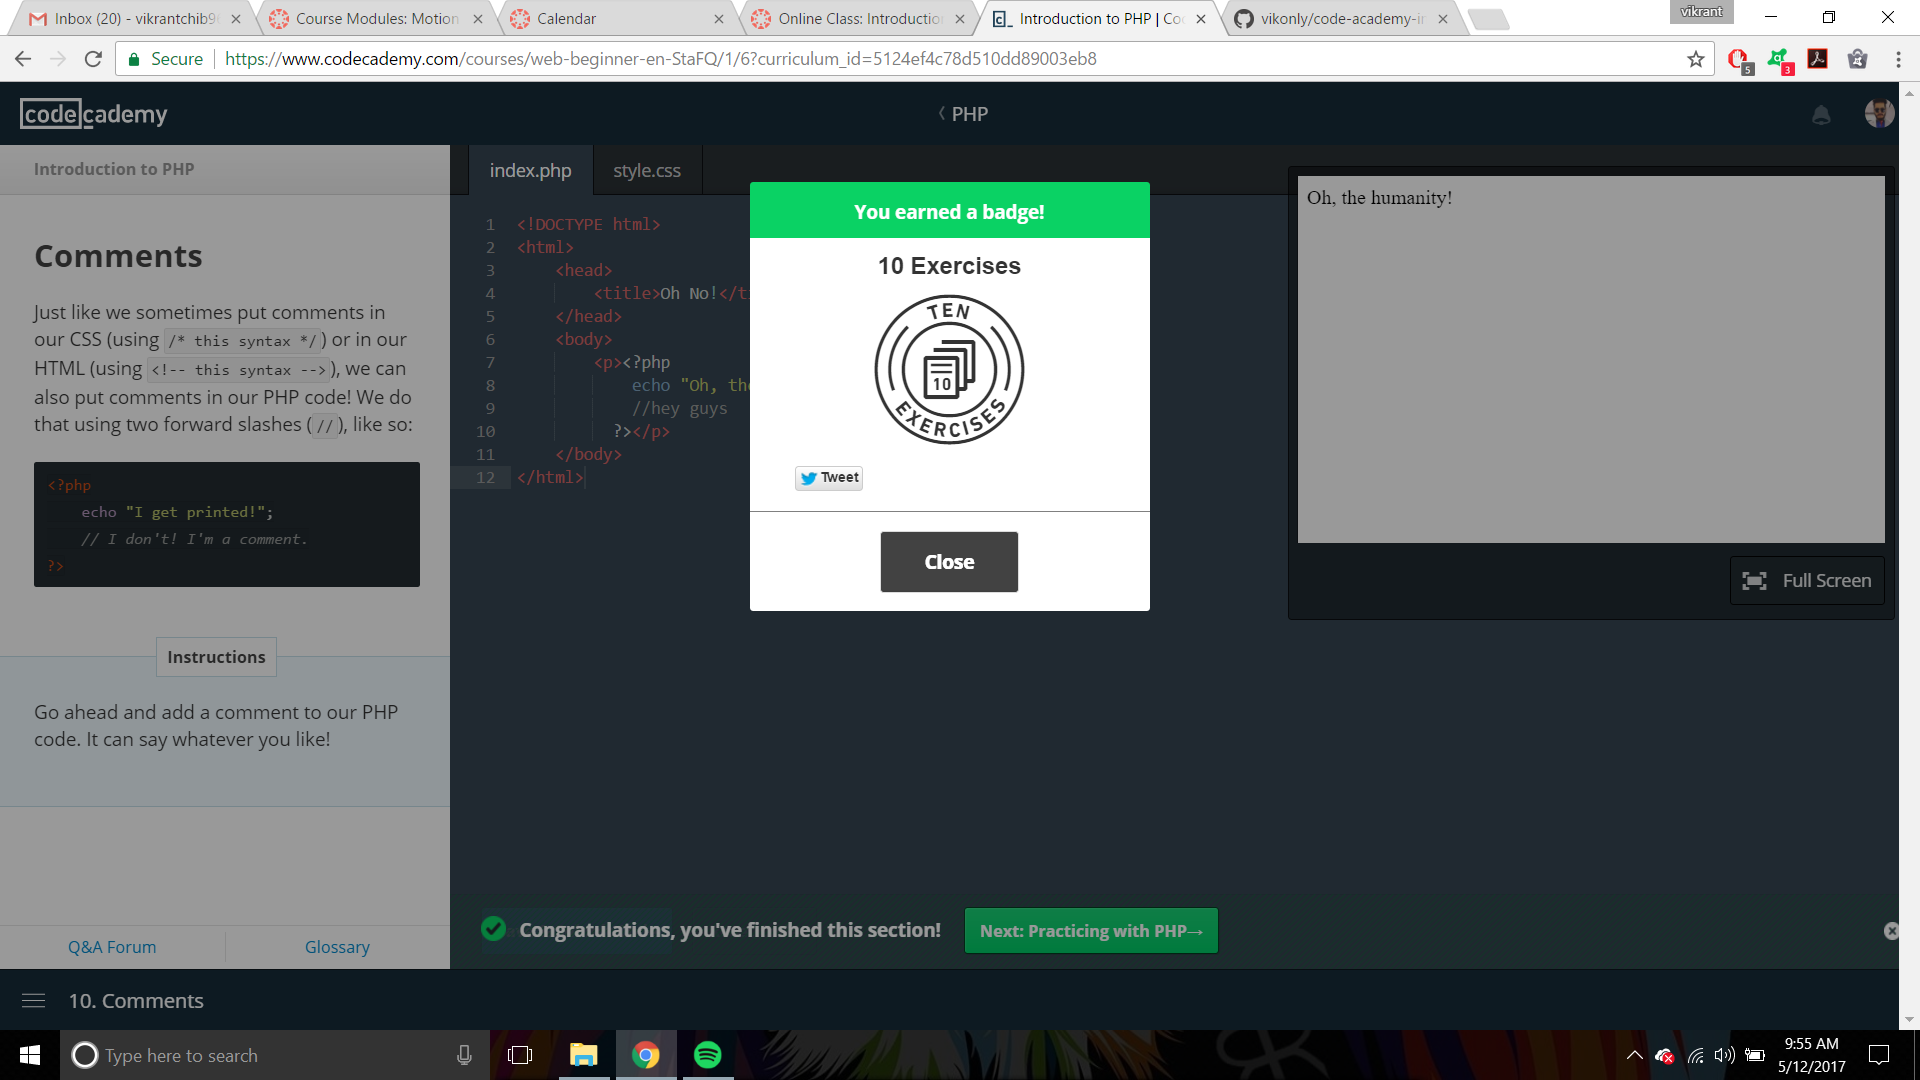 Inbox (20) - vikrantchib9
Course Modules: Motion
Calendar
Online Class: Introductio
Introduction to PHP | Co
vikonly/code-academy-i
vikrant
Secure
https://www.codecademy.com/courses/web-beginner-en-StaFQ/1/6?curriculum_id=5124ef4c78d510dd89003eb8
5
3
codecademy
PHP
Introduction to PHP
Comments
Just like we sometimes put comments in
our CSS (using /* this syntax */) or in our
HTML (using <!-- this syntax -->), we can
also put comments in our PHP code! We do
that using two forward slashes (//), like so:
<?php
echo "I get printed!";
// I don't! I'm a comment.
?>
Instructions
Go ahead and add a comment to our PHP
code. It can say whatever you like!
Q&A Forum
Glossary
index.php
style.css
1 <!DOCTYPE html>
2 <html>
3 <head>
4 <title>Oh No!</ti
5 </head>
6 <body>
7 <p><?php
8 echo "Oh, the
9 //hey guys
10 ?></p>
11 </body>
12 </html>
You earned a badge!
10 Exercises
TEN
10
EXERCISES
Tweet
Close
Oh, the humanity!
Full Screen
Congratulations, you've finished this section!
Next: Practicing with PHP→
10. Comments
Type here to search
9:55 AM
5/12/2017